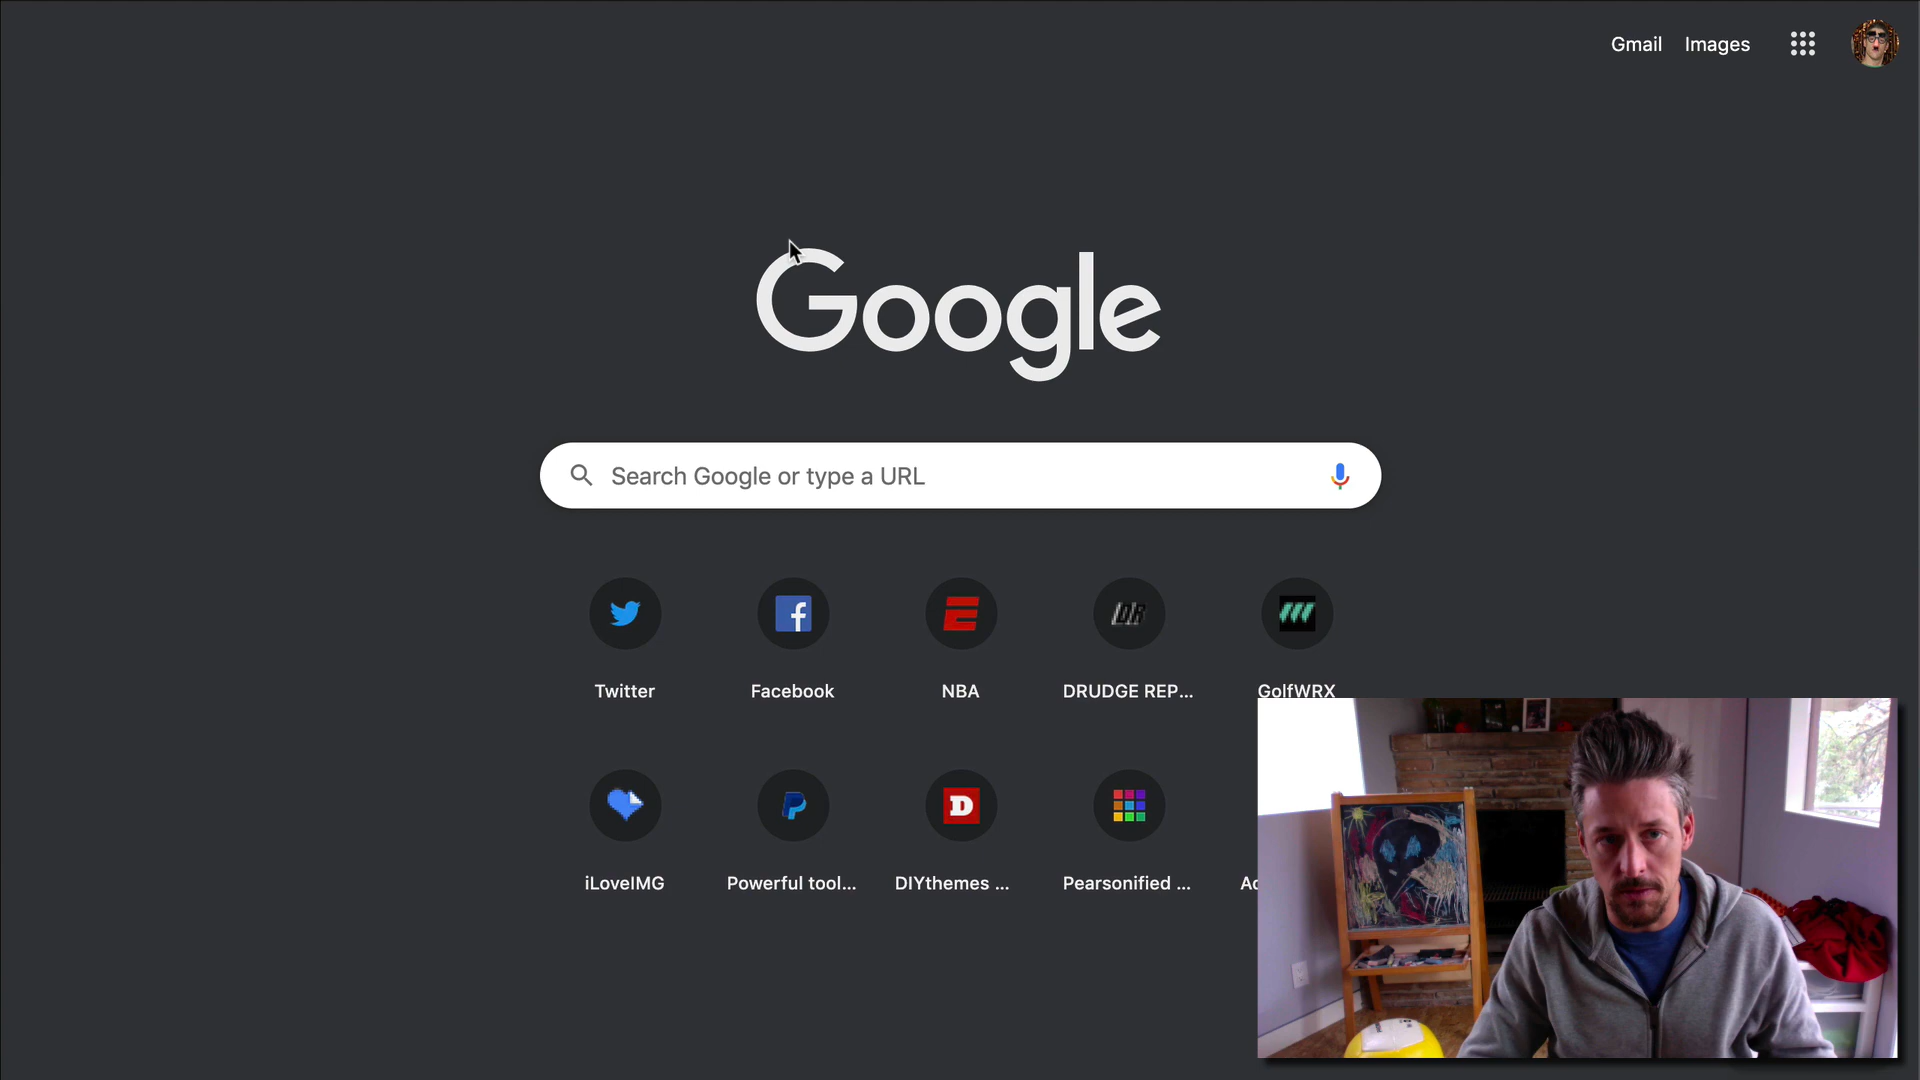 Gmail Images
Google
Search Google or type a URL
Twitter Facebook NBA DRUDGE REP... GolfWRX
iLoveIMG Powerful tool... DIYthemes ... Pearsonified ...